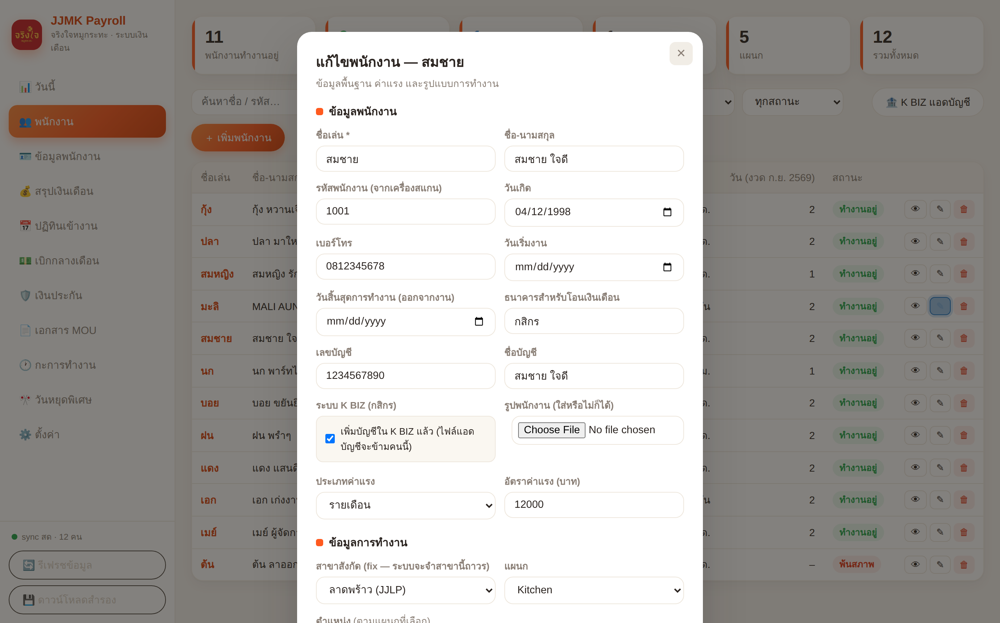 จริงใจ
JJMK Payroll
จริงใจหมูกระทะ · ระบบเงิน
เดือน
📊 วันนี้
👥 พนักงาน
🪪 ข้อมูลพนักงาน
💰 สรุปเงินเดือน
📅 ปฏิทินเข้างาน
💵 เบิกกลางเดือน
🛡️ เงินประกัน
📄 เอกสาร MOU
🕐 กะการทำงาน
🎌 วันหยุดพิเศษ
⚙️ ตั้งค่า
sync สด · 12 คน
🔄 รีเฟรชข้อมูล
💾 ดาวน์โหลดสำรอง
11
พนักงานทำงานอยู่
5
แผนก
12
รวมทั้งหมด
ค้นหาชื่อ / รหัส…
ทุกสถานะ
🏦 K BIZ แอดบัญชี
+ เพิ่มพนักงาน
ชื่อเล่น ชื่อ-นามสกุ วัน (งวด ก.ย. 2569) สถานะ
กุ้ง กุ้ง หวานเจี 2 ทำงานอยู่
ปลา ปลา มาให 2 ทำงานอยู่
สมหญิง สมหญิง รัก 1 ทำงานอยู่
มะลิ MALI AUN 2 ทำงานอยู่
สมชาย สมชาย ใจ 2 ทำงานอยู่
นก นก พาร์ทไ 1 ทำงานอยู่
บอย บอย ขยันยิ 2 ทำงานอยู่
ฝน ฝน พรำๆ 2 ทำงานอยู่
แดง แดง แสนดี 2 ทำงานอยู่
เอก เอก เก่งงา 2 ทำงานอยู่
เมย์ เมย์ ผู้จัดก 2 ทำงานอยู่
ต้น ต้น ลาออก – พ้นสภาพ
แก้ไขพนักงาน — สมชาย
✕
ข้อมูลพื้นฐาน ค่าแรง และรูปแบบการทำงาน
ข้อมูลพนักงาน
ชื่อเล่น * ชื่อ-นามสกุล
สมชาย สมชาย ใจดี
รหัสพนักงาน (จากเครื่องสแกน) วันเกิด
1001 04/12/1998
เบอร์โทร วันเริ่มงาน
0812345678 mm/dd/yyyy
วันสิ้นสุดการทำงาน (ออกจากงาน) ธนาคารสำหรับโอนเงินเดือน
mm/dd/yyyy กสิกร
เลขบัญชี ชื่อบัญชี
1234567890 สมชาย ใจดี
ระบบ K BIZ (กสิกร) รูปพนักงาน (ใส่หรือไม่ก็ได้)
เพิ่มบัญชีใน K BIZ แล้ว (ไฟล์แอด
บัญชีจะข้ามคนนี้)
Choose File No file chosen
ประเภทค่าแรง อัตราค่าแรง (บาท)
รายเดือน 12000
ข้อมูลการทำงาน
สาขาสังกัด (fix — ระบบจะจำสาขานี้ถาวร) แผนก
ลาดพร้าว (JJLP) Kitchen
ตำแหน่ง (ตามแผนกที่เลือก)